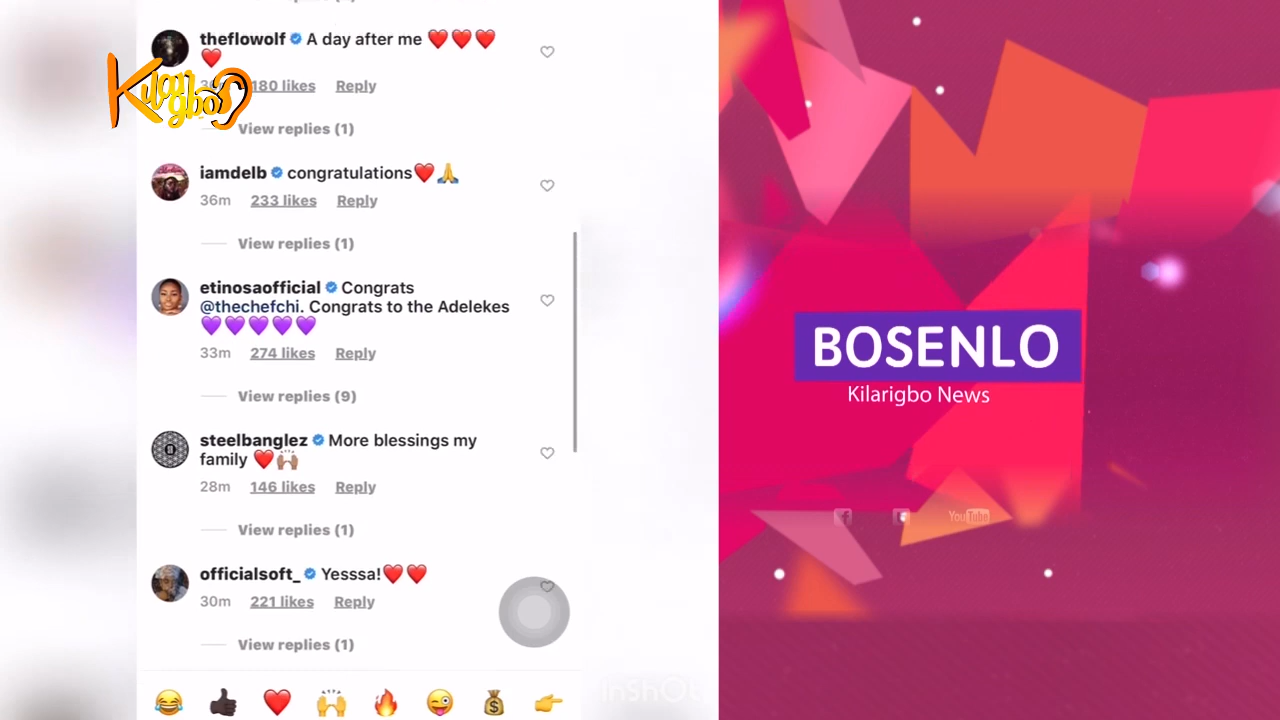 theflowolf A day after me ❤️❤️❤️
❤️
180 likes Reply
View replies (1)
Kilarigbo
iamdelb congratulations❤️🙏
36m 233 likes Reply
View replies (1)
etinosaofficial Congrats
@thechefchi. Congrats to the Adelekes
💜💜💜💜💜
33m 274 likes Reply
View replies (9)
steelbanglez More blessings my
family ❤️🙌🏽
28m 146 likes Reply
View replies (1)
officialsoft_ Yesssa!❤️❤️
30m 221 likes Reply
View replies (1)
😂 👍🏿 ❤️ 🙌 🔥 😜 💰 👉
InShOt
BOSENLO
Kilarigbo News
YouTube